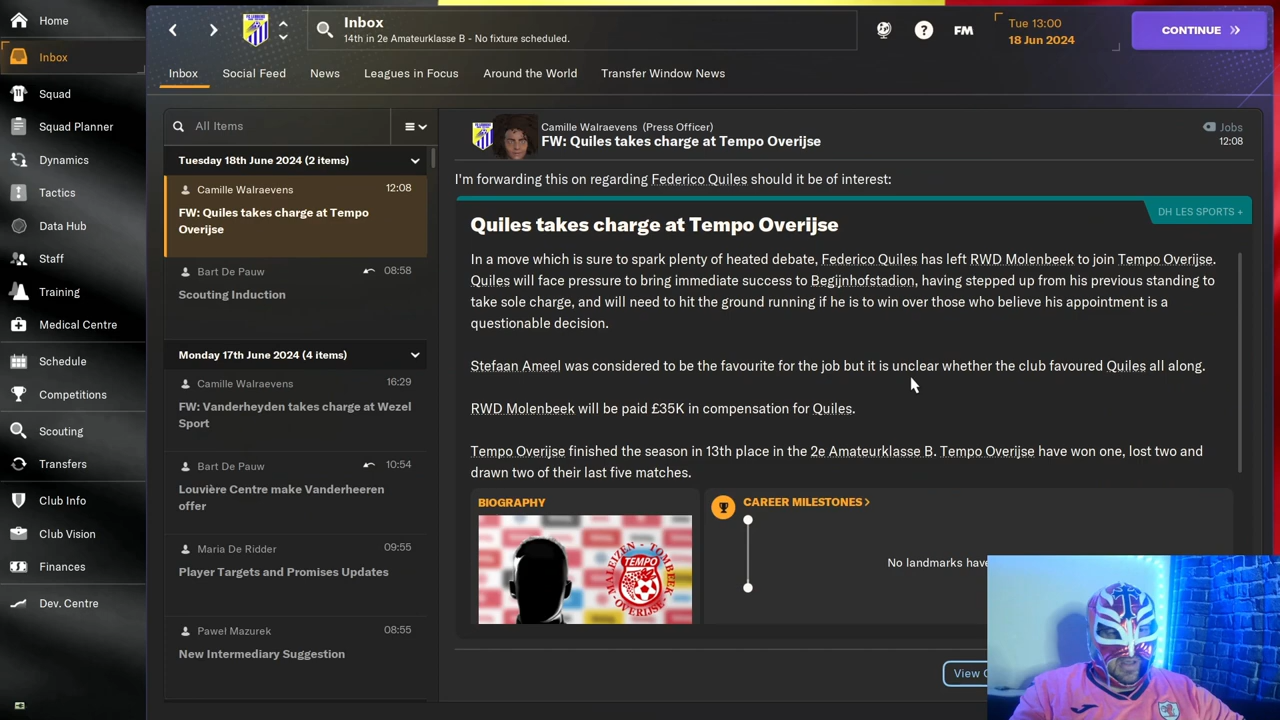 Home
Inbox
Squad
Squad Planner
Dynamics
Tactics
Data Hub
Staff
Training
Medical Centre
Schedule
Competitions
Scouting
Transfers
Club Info
Club Vision
Finances
Dev. Centre
Inbox
14th in 2e Amateurklasse B - No fixture scheduled.
FM
Tue 13:00
18 Jun 2024
CONTINUE
Inbox Social Feed News Leagues in Focus Around the World Transfer Window News
All Items
Tuesday 18th June 2024 (2 items)
Camille Walraevens 12:08
FW: Quiles takes charge at Tempo
Overijse
Bart De Pauw 08:58
Scouting Induction
Monday 17th June 2024 (4 items)
Camille Walraevens 16:29
FW: Vanderheyden takes charge at Wezel
Sport
Bart De Pauw 10:54
Louvière Centre make Vanderheeren
offer
Maria De Ridder 09:55
Player Targets and Promises Updates
Pawel Mazurek 08:55
New Intermediary Suggestion
Camille Walraevens (Press Officer)
FW: Quiles takes charge at Tempo Overijse
Jobs
12:08
I'm forwarding this on regarding Federico Quiles should it be of interest:
DH LES SPORTS +
Quiles takes charge at Tempo Overijse
In a move which is sure to spark plenty of heated debate, Federico Quiles has left RWD Molenbeek to join Tempo Overijse.
Quiles will face pressure to bring immediate success to Begijnhofstadion, having stepped up from his previous standing to
take sole charge, and will need to hit the ground running if he is to win over those who believe his appointment is a
questionable decision.
Stefaan Ameel was considered to be the favourite for the job but it is unclear whether the club favoured Quiles all along.
RWD Molenbeek will be paid £35K in compensation for Quiles.
Tempo Overijse finished the season in 13th place in the 2e Amateurklasse B. Tempo Overijse have won one, lost two and
drawn two of their last five matches.
BIOGRAPHY
MALEIZEN - TOMBEEK
TEMPO
OVERIJSE
CAREER MILESTONES >
No landmarks have
View